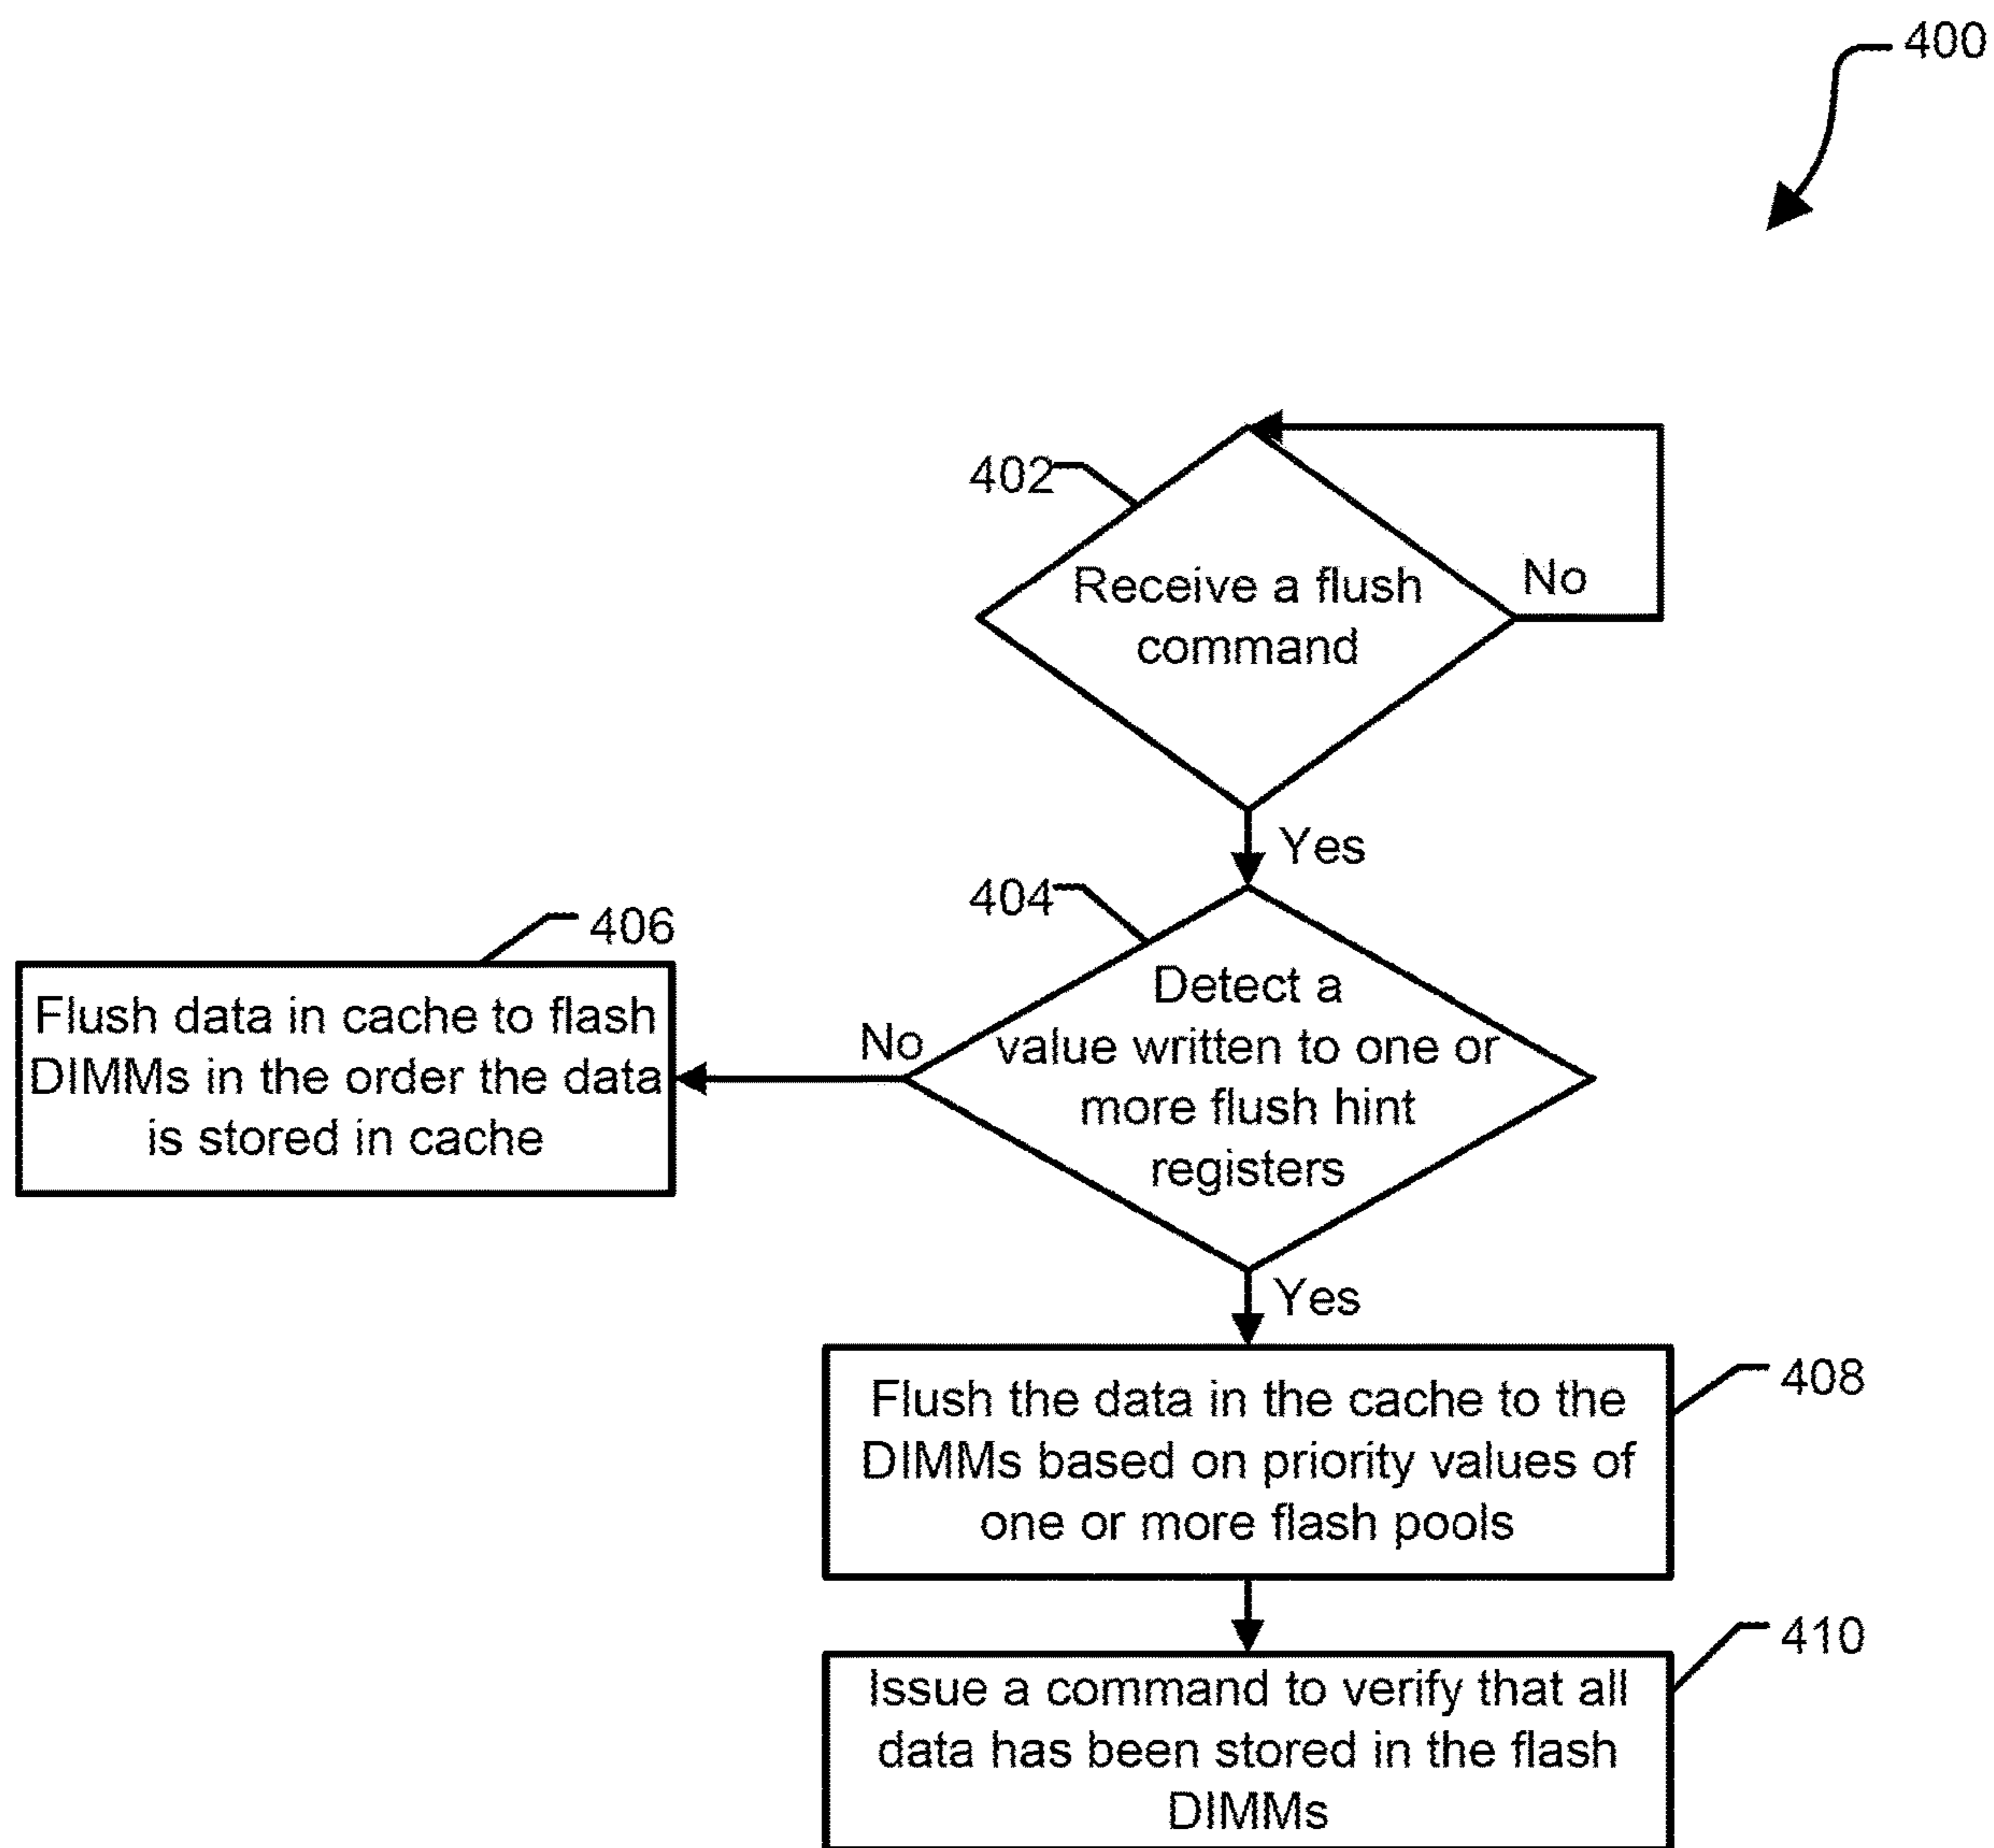 400
402
Receive a flush
command
No
Yes
404
406
Detect a
value written to one or
more flush hint
registers
No
Flush data in cache to flash
DIMMs in the order the data
is stored in cache
Yes
408
Flush the data in the cache to the
DIMMs based on priority values of
one or more flash pools
410
Issue a command to verify that all
data has been stored in the flash
DIMMs